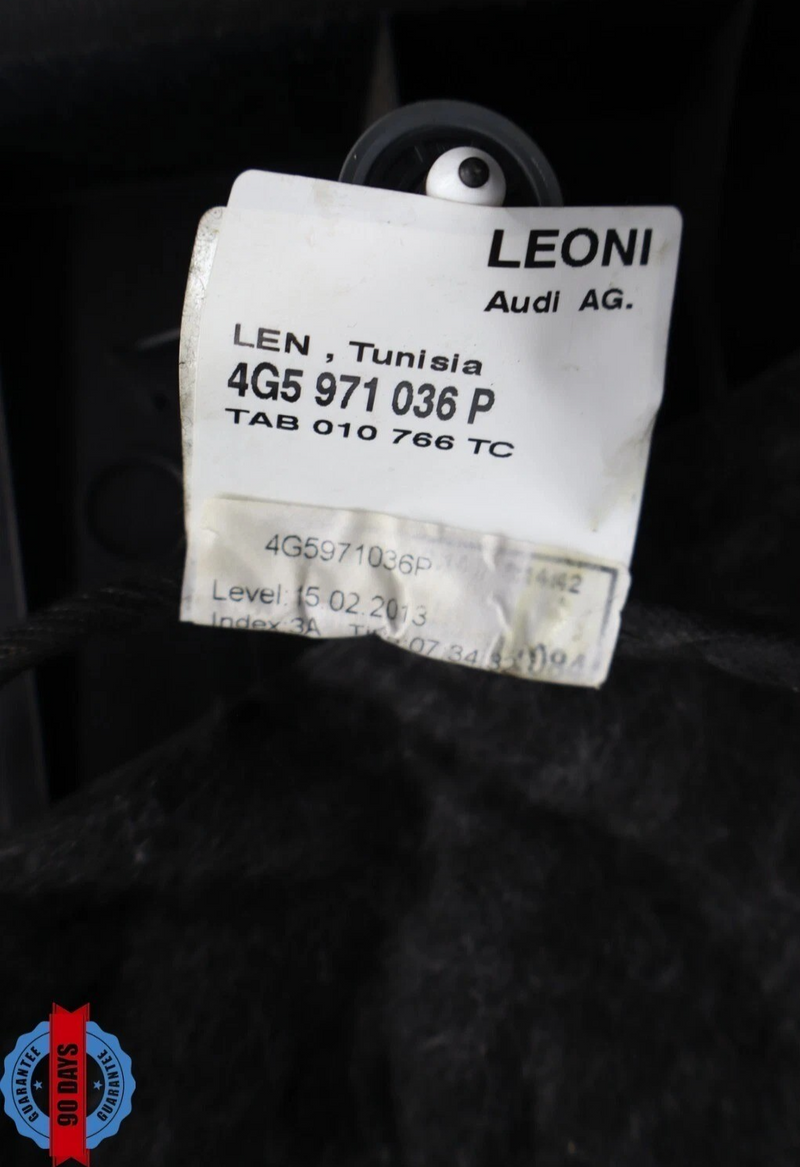 LEONI
Audi AG.
LEN , Tunisia
4G5 971 036 P
TAB 010 766 TC
4G5971036P
Level: 15.02.2013
Index 3A
GUARANTEE
90 DAYS
GUARANTEE